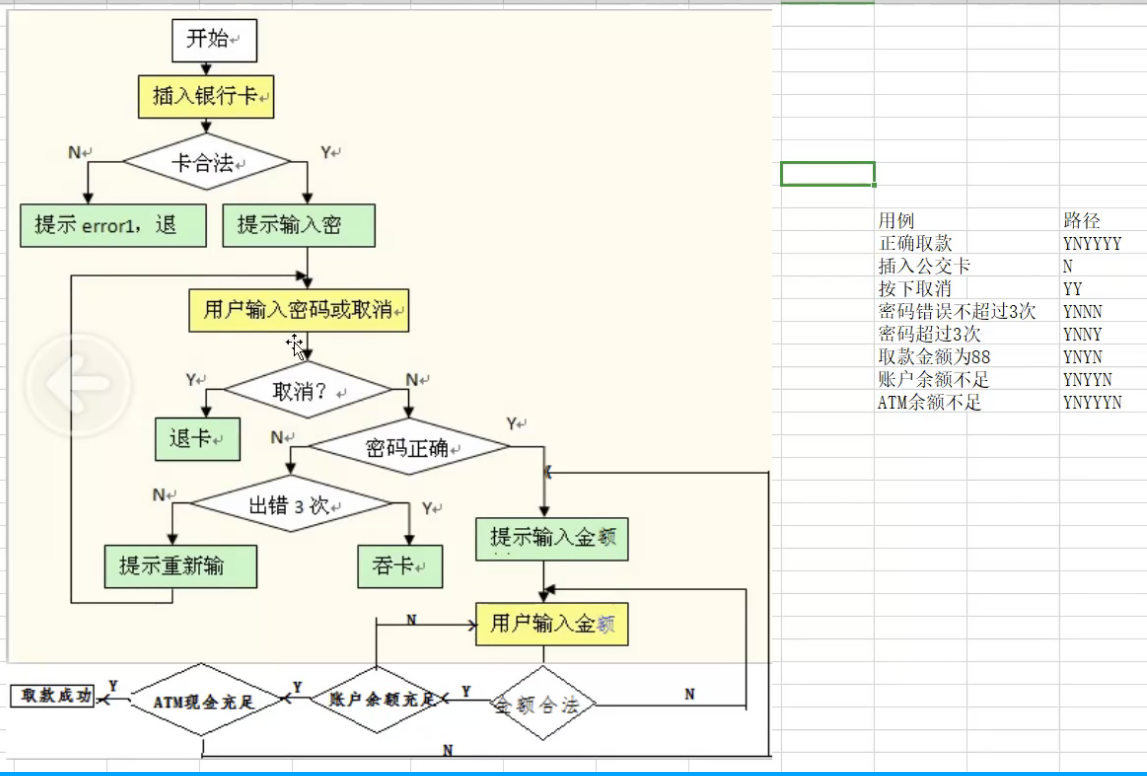 开始
插入银行卡
N
Y
卡合法
提示 error1，退
提示输入密
用户输入密码或取消
Y
N
取消？
Y
退卡
N
密码正确
N
出错 3 次
Y
提示输入金额
提示重新输
吞卡
N
用户输入金额
取款成功
Y
ATM现金充足
Y
账户余额充足
Y
金额合法
N
N
用例 路径
正确取款 YNYYYY
插入公交卡 N
按下取消 YY
密码错误不超过3次 YNNN
密码超过3次 YNNY
取款金额为88 YNYN
账户余额不足 YNYYN
ATM余额不足 YNYYYN